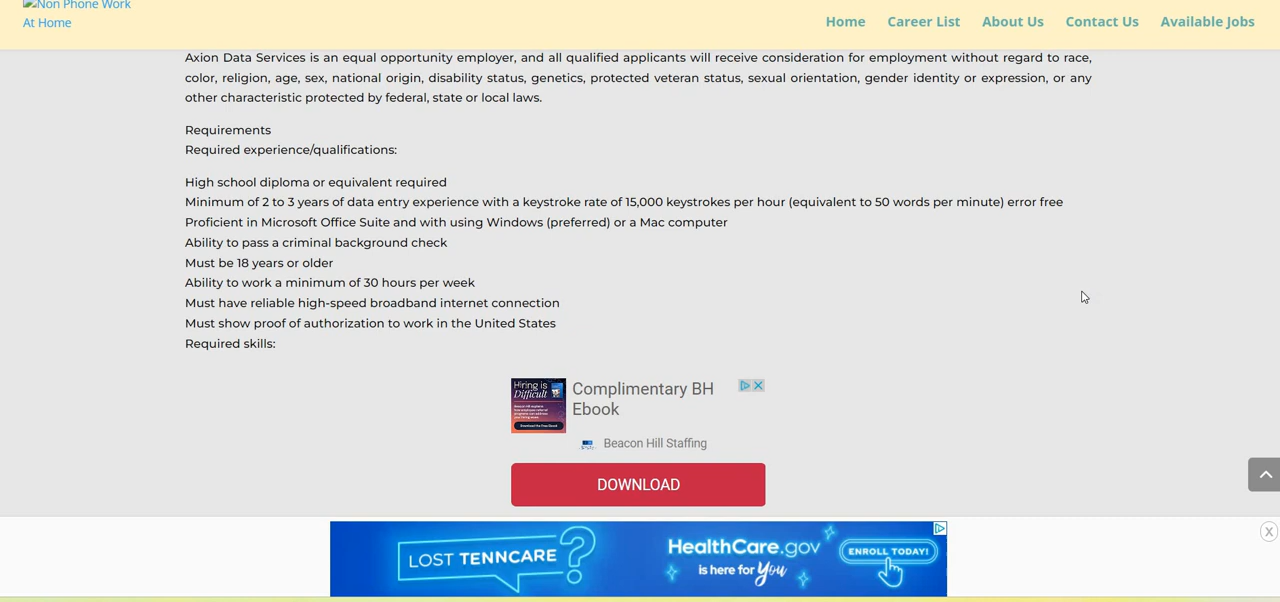 Non Phone Work
At Home
Home Career List About Us Contact Us Available Jobs
Axion Data Services is an equal opportunity employer, and all qualified applicants will receive consideration for employment without regard to race,
color, religion, age, sex, national origin, disability status, genetics, protected veteran status, sexual orientation, gender identity or expression, or any
other characteristic protected by federal, state or local laws.
Requirements
Required experience/qualifications:
High school diploma or equivalent required
Minimum of 2 to 3 years of data entry experience with a keystroke rate of 15,000 keystrokes per hour (equivalent to 50 words per minute) error free
Proficient in Microsoft Office Suite and with using Windows (preferred) or a Mac computer
Ability to pass a criminal background check
Must be 18 years or older
Ability to work a minimum of 30 hours per week
Must have reliable high-speed broadband internet connection
Must show proof of authorization to work in the United States
Required skills:
Hiring is
Difficult
Complimentary BH
Ebook
Beacon Hill Staffing
DOWNLOAD
LOST TENNCARE ?
HealthCare.gov
is here for You
ENROLL TODAY!
X